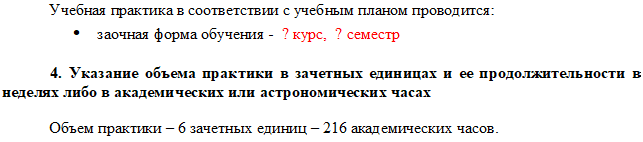 Учебная практика в соответствии с учебным планом проводится:
• заочная форма обучения - ? курс, ? семестр
4. Указание объема практики в зачетных единицах и ее продолжительности в
неделях либо в академических или астрономических часах
Объем практики – 6 зачетных единиц – 216 академических часов.